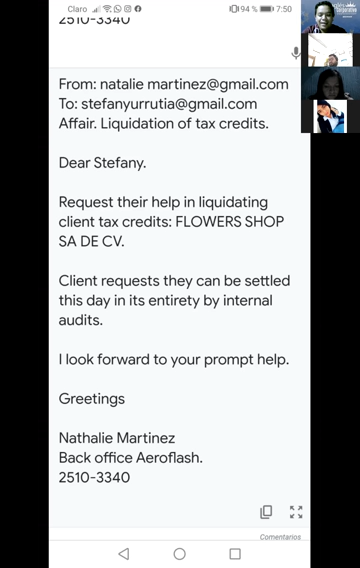 Claro
94 % 7:50
2510-3340
From: natalie martinez@gmail.com
To: stefanyurrutia@gmail.com
Affair. Liquidation of tax credits.
Dear Stefany.
Request their help in liquidating
client tax credits: FLOWERS SHOP
SA DE CV.
Client requests they can be settled
this day in its entirety by internal
audits.
I look forward to your prompt help.
Greetings
Nathalie Martinez
Back office Aeroflash.
2510-3340
Comentarios